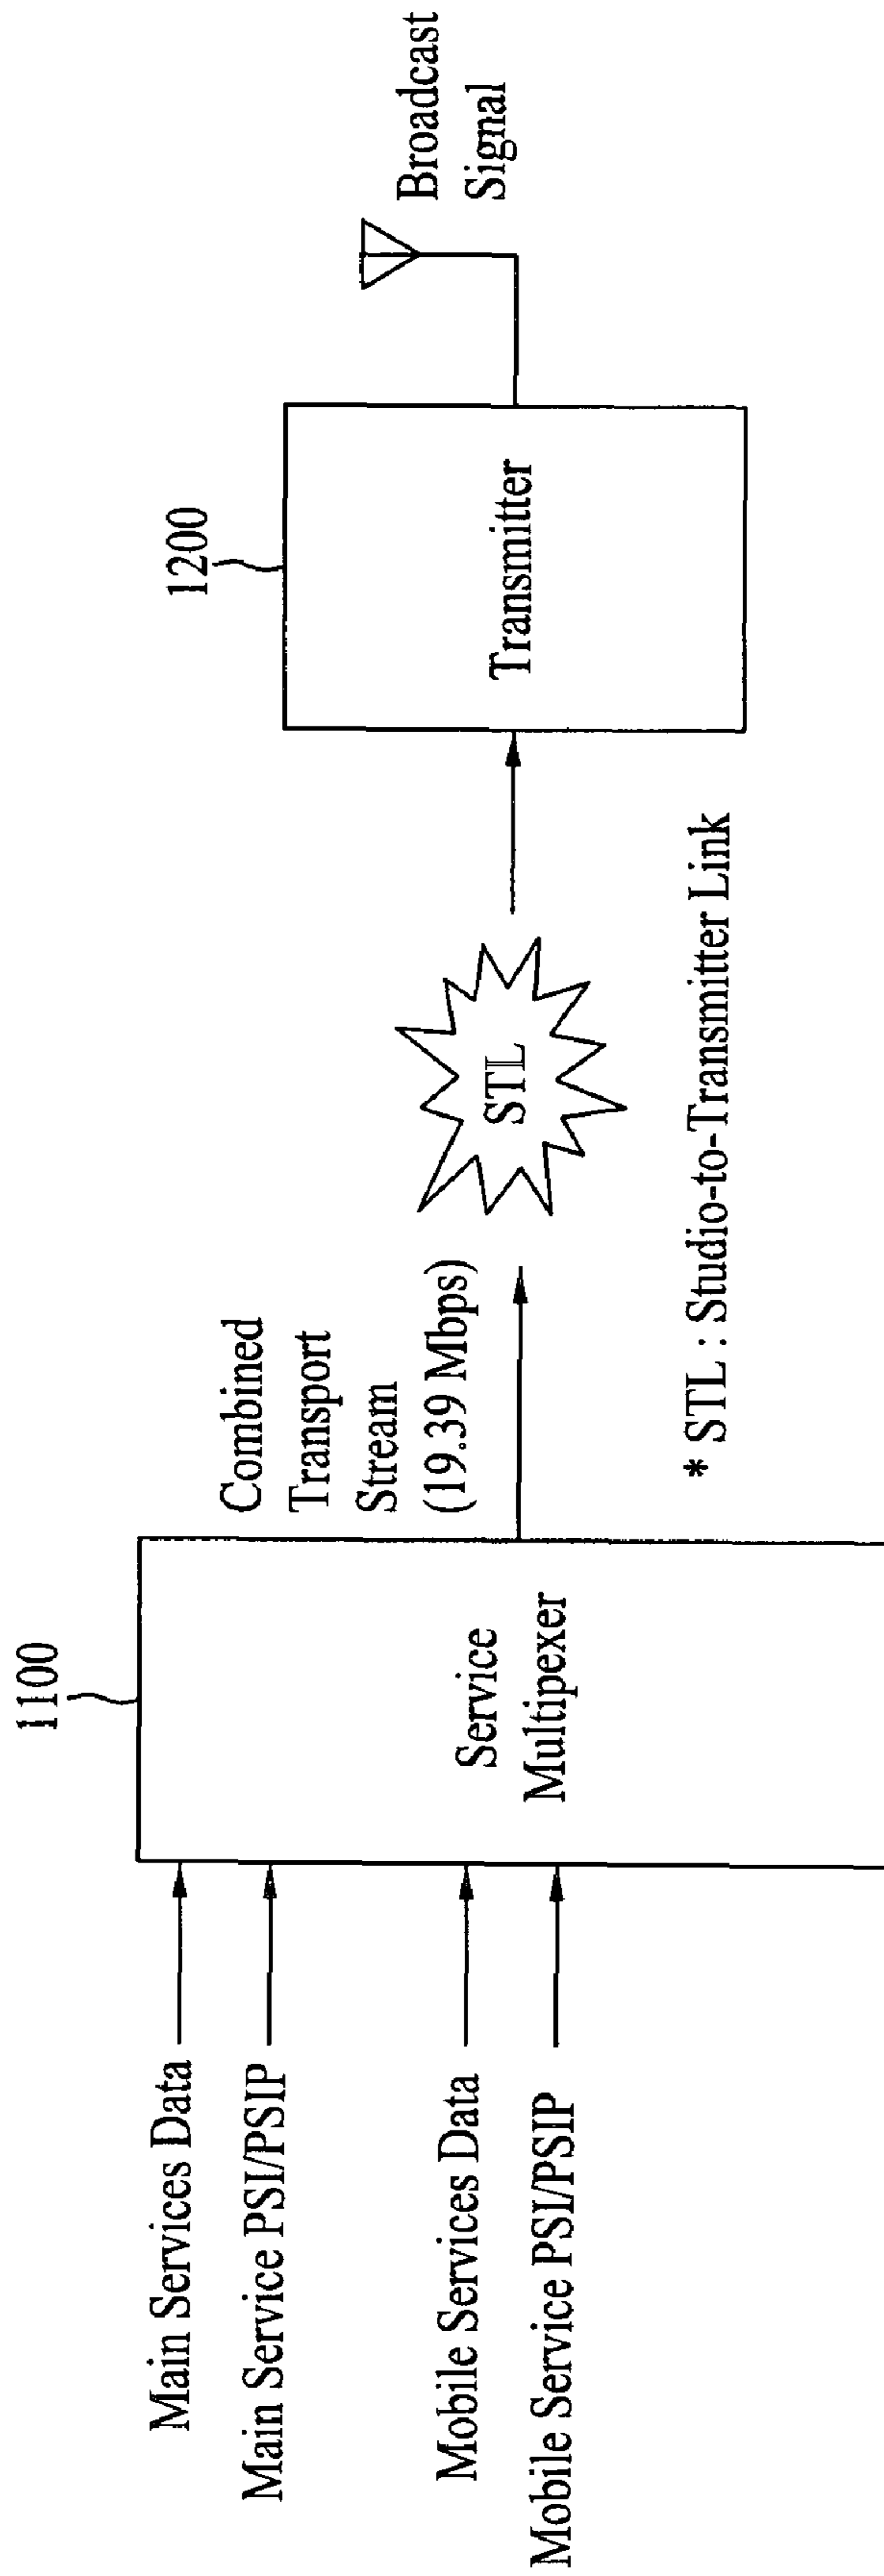 Main Services Data
Main Service PSI/PSIP
Mobile Services Data
Mobile Service PSI/PSIP
1100
Service
Multipexer
Combined
Transport
Stream
(19.39 Mbps)
STL
* STL : Studio-to-Transmitter Link
1200
Transmitter
Broadcast
Signal